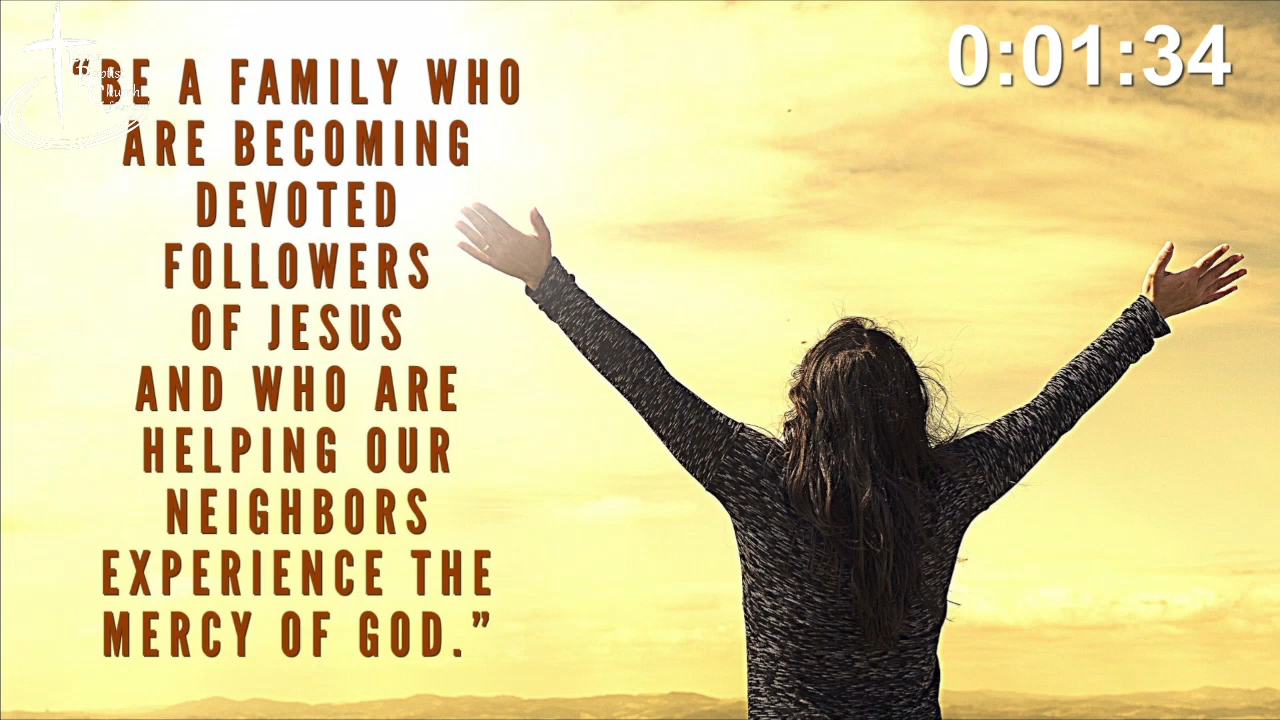 0:01:34
“BE A FAMILY WHO
ARE BECOMING
DEVOTED
FOLLOWERS
OF JESUS
AND WHO ARE
HELPING OUR
NEIGHBORS
EXPERIENCE THE
MERCY OF GOD.”
Church